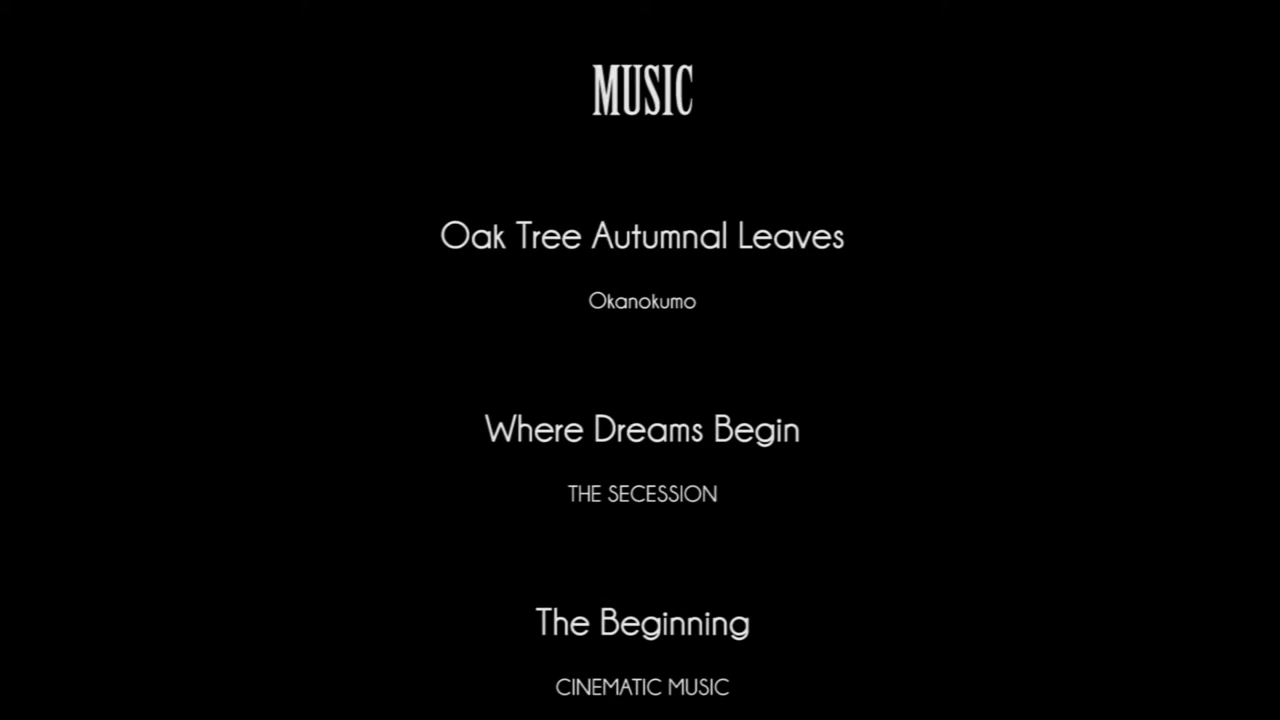 MUSIC
Oak Tree Autumnal Leaves
Okanokumo
Where Dreams Begin
THE SECESSION
The Beginning
CINEMATIC MUSIC